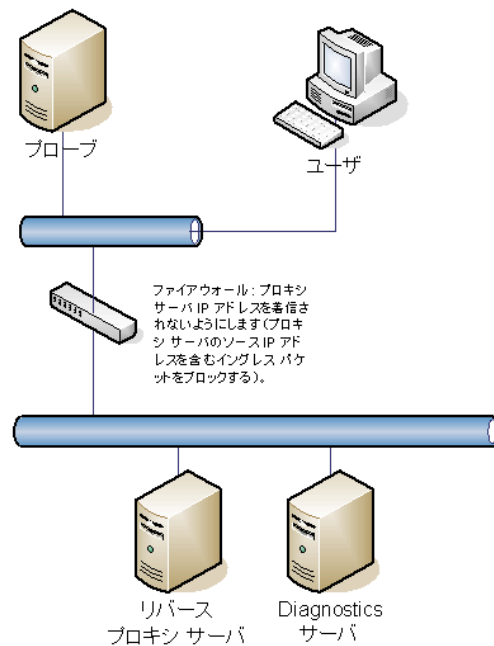 プローブ
ユーザ
ファイアウォール : プロキシ
サーバ IP アドレスを着信さ
れないようにします(プロキ
シ サーバのソース IP アド
レスを含むイングレス パケ
ットをブロックする)。
リバース
プロキシ サーバ
Diagnostics
サーバ